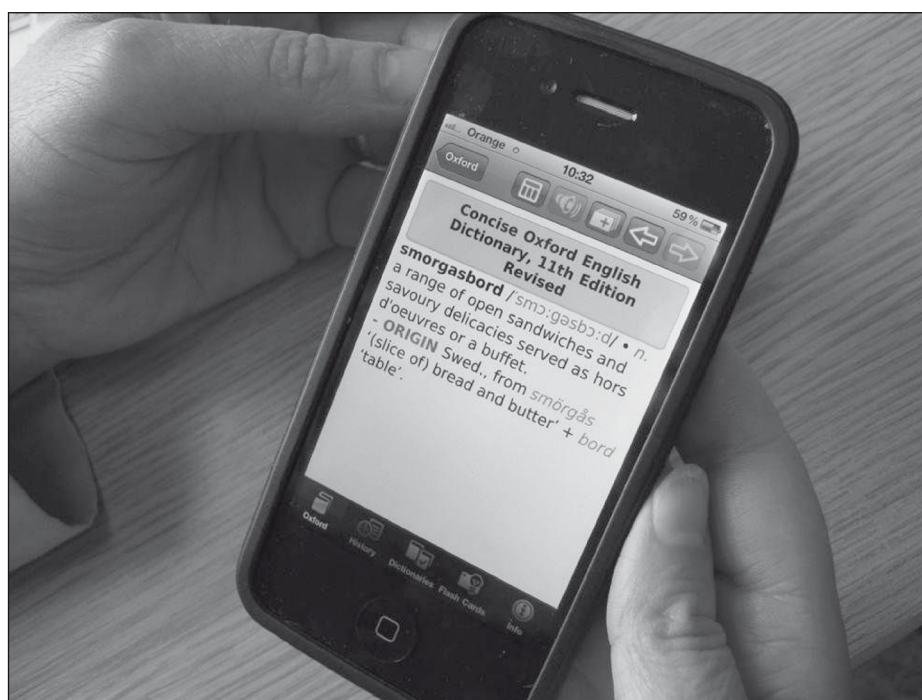 Orange 10:32 59%
Oxford
Concise Oxford English
Dictionary, 11th Edition
Revised
smorgasbord /ˈsmɔːgəsbɔːd/ • n.
a range of open sandwiches and
savoury delicacies served as hors
d'oeuvres or a buffet.
- ORIGIN Swed., from smörgås
‘(slice of) bread and butter’ + bord
‘table’.
Oxford History Dictionaries Flash Cards Info